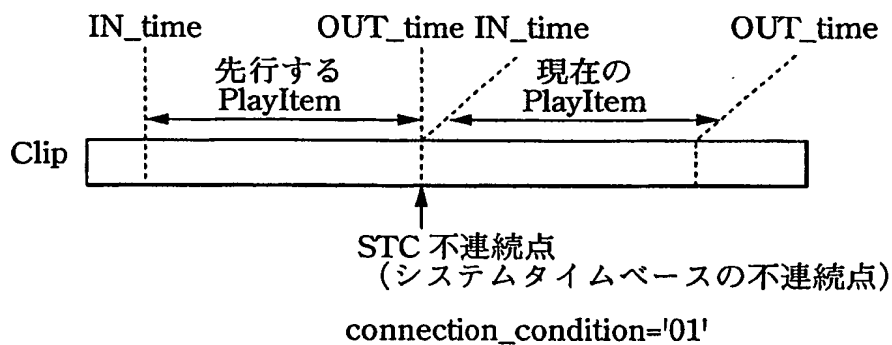 IN_time OUT_time IN_time OUT_time
先行する 現在の
PlayItem PlayItem
Clip
STC 不連続点
(システムタイムベースの不連続点)
connection_condition='01'